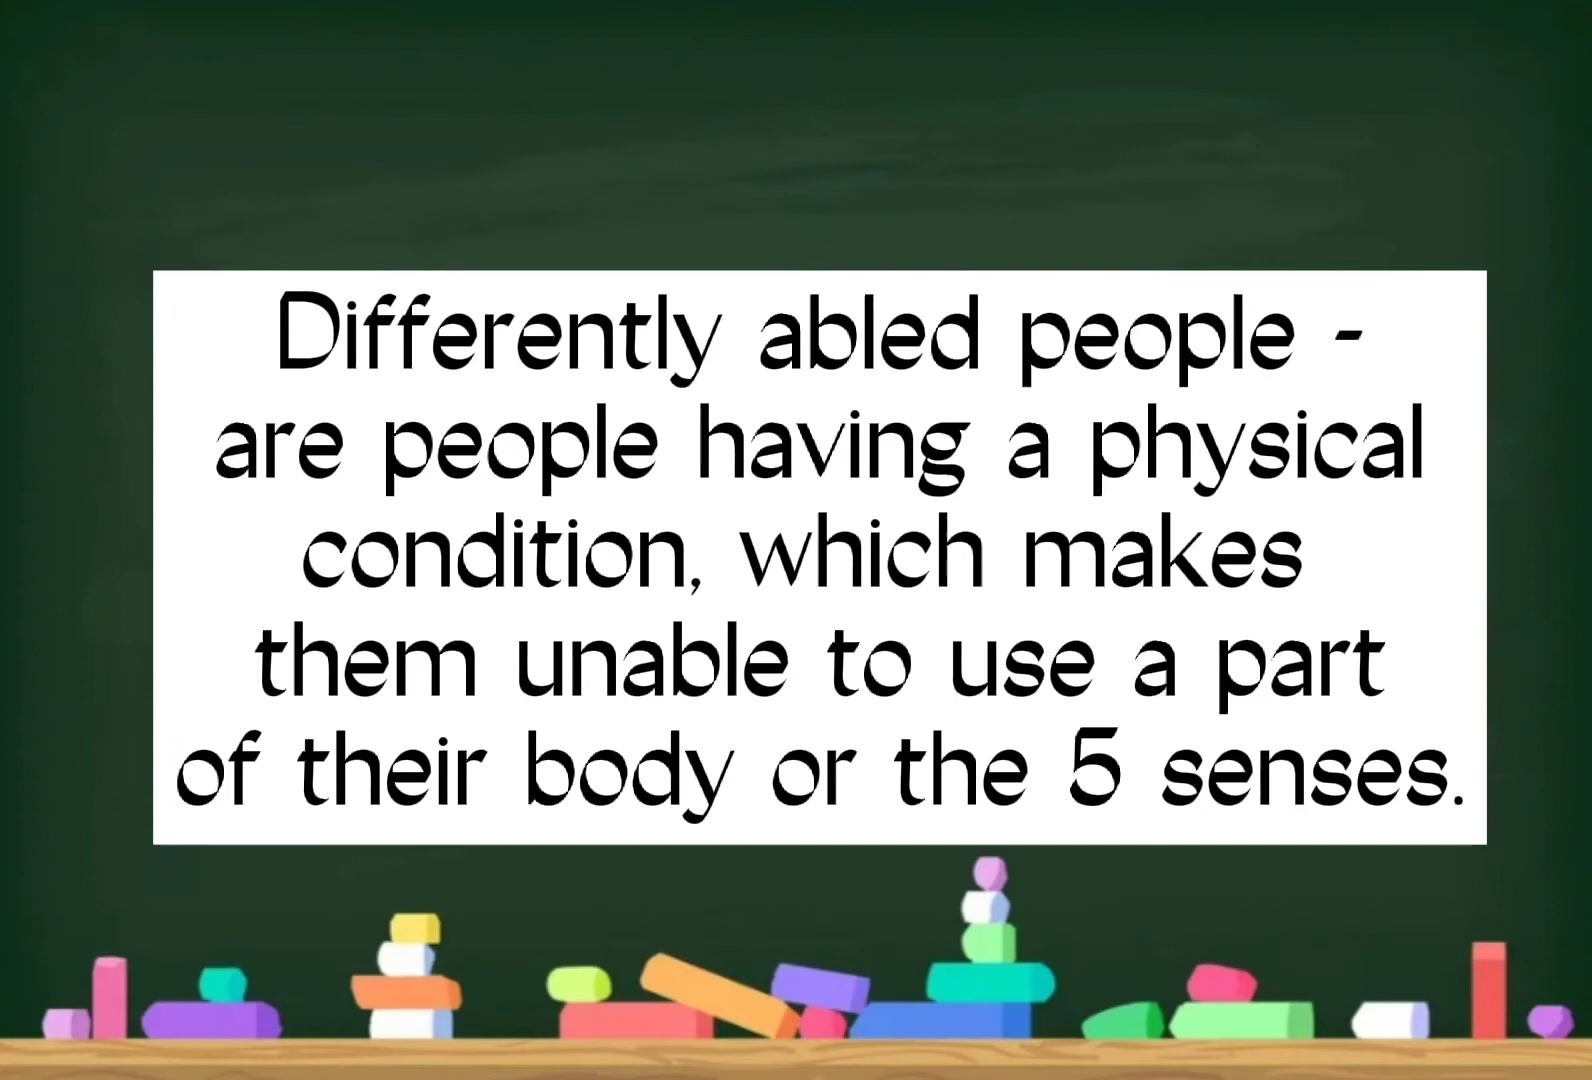 Differently abled people -
are people having a physical
condition, which makes
them unable to use a part
of their body or the 5 senses.